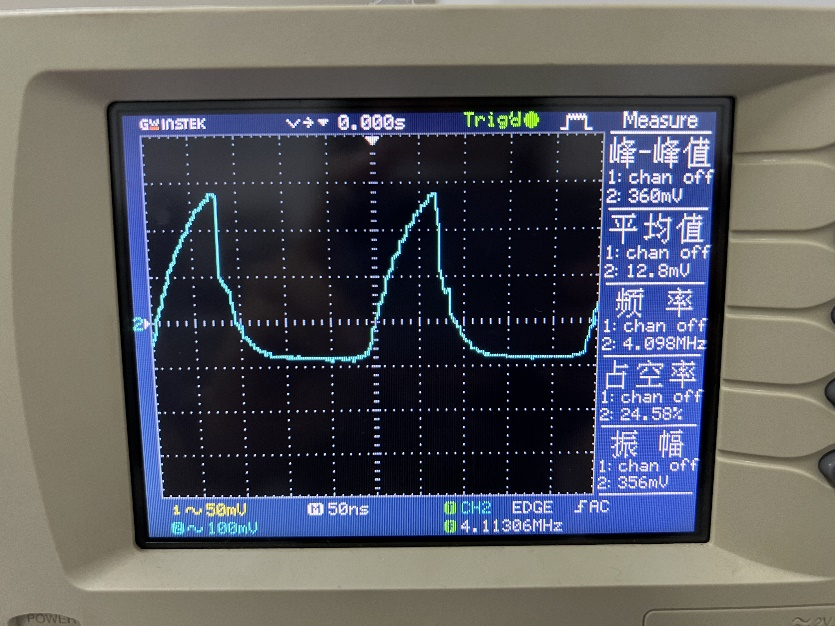 GWINSTEK 0.000s Trig'd Measure
峰-峰值
1: chan off
2: 360mV
平均值
1: chan off
2: 12.8mV
频 率
1: chan off
2: 4.098MHz
占空率
1: chan off
2: 24.58%
振 幅
1: chan off
2: 356mV
2
1 50mV M 50ns CH2 EDGE AC
2 100mV 4.11306MHz
POWER